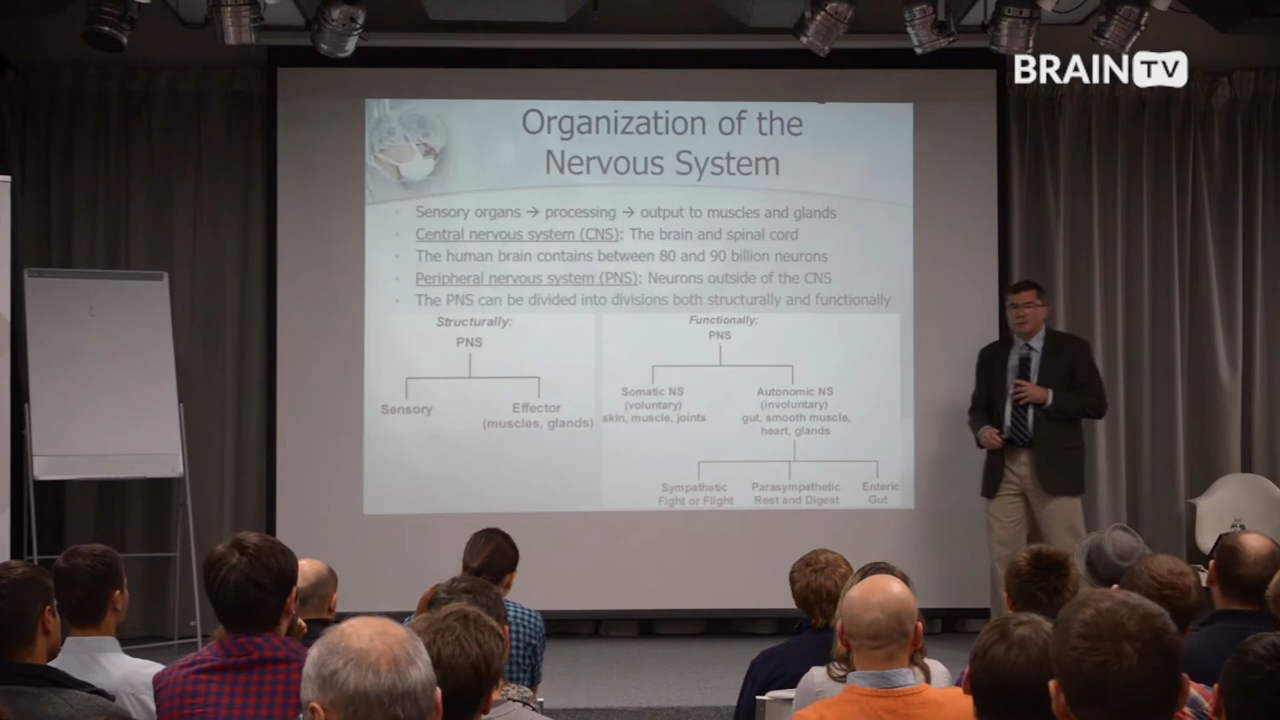 BRAIN TV
Organization of the
Nervous System
Sensory organs → processing → output to muscles and glands
Central nervous system (CNS): The brain and spinal cord
The human brain contains between 80 and 90 billion neurons
Peripheral nervous system (PNS): Neurons outside of the CNS
The PNS can be divided into divisions both structurally and functionally
Structurally:
PNS
Sensory
Effector
(muscles, glands)
Functionally:
PNS
Somatic NS
(voluntary)
skin, muscle, joints
Autonomic NS
(involuntary)
gut, smooth muscle,
heart, glands
Sympathetic
Fight or Flight
Parasympathetic
Rest and Digest
Enteric
Gut